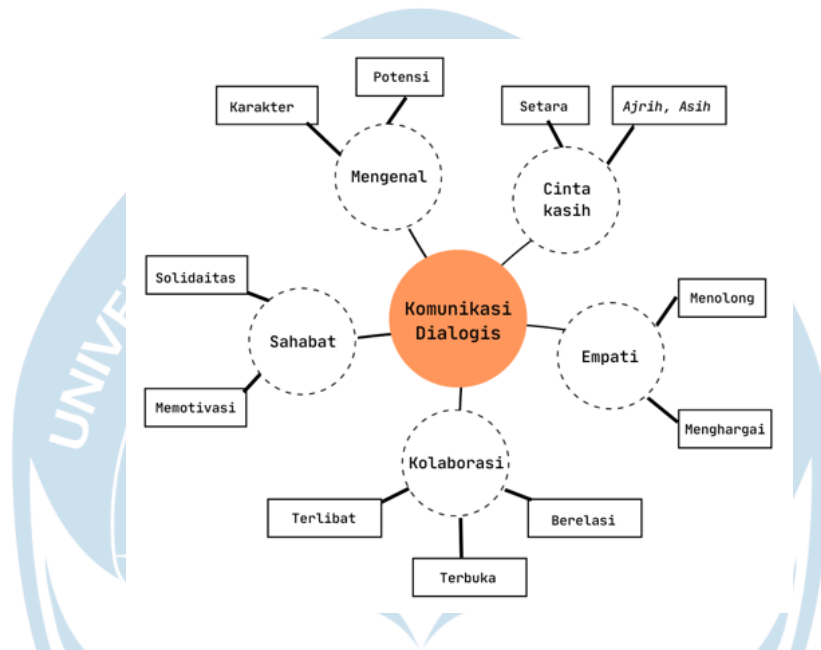 Potensi
Karakter
Setara
Ajrih, Asih
Mengenal
Cinta
kasih
Solidaitas
Sahabat
Memotivasi
Komunikasi
Dialogis
Menolong
Empati
Menghargai
Kolaborasi
Terlibat
Berelasi
Terbuka
UNIVE